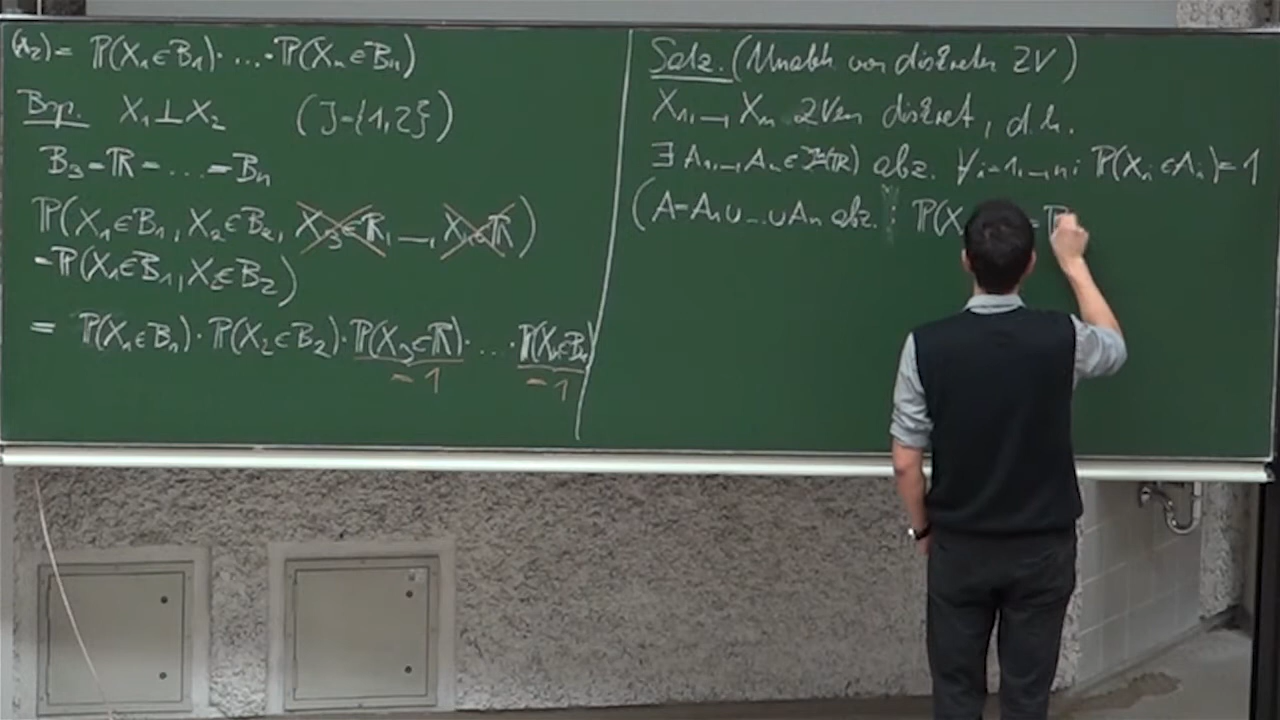 (*₂) = ℙ(X₁∈B₁)· ... ·ℙ(Xₙ∈Bₙ)
Bsp. X₁⊥X₂ (J={1,2})
B₃=ℝ=...=Bₙ
ℙ(X₁∈B₁, X₂∈B₂, X₃∈ℝ, ..., Xₙ∈ℝ)
=ℙ(X₁∈B₁, X₂∈B₂)
= ℙ(X₁∈B₁)·ℙ(X₂∈B₂)·ℙ(X₃∈ℝ)· ... ·ℙ(Xₙ∈Bₙ)
=1 =1
Satz. (Unabh. von diskreten ZV)
X₁, ..., Xₙ ZVen diskret, d.h.
∃ A₁, ..., Aₙ∈𝓑(ℝ) abz. ∀i=1, ..., n: ℙ(Xᵢ∈Aᵢ)=1
(A=A₁∪...∪Aₙ abz. : ℙ(X